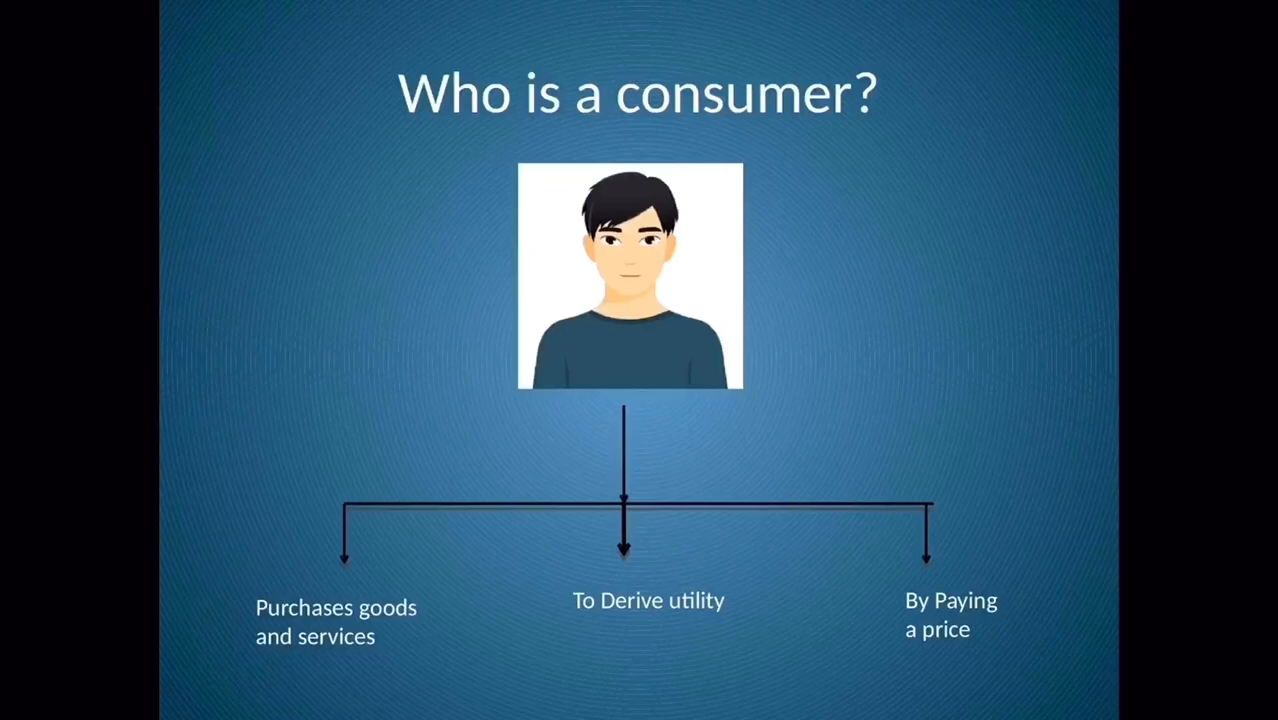 Who is a consumer?
Purchases goods
and services
To Derive utility
By Paying
a price